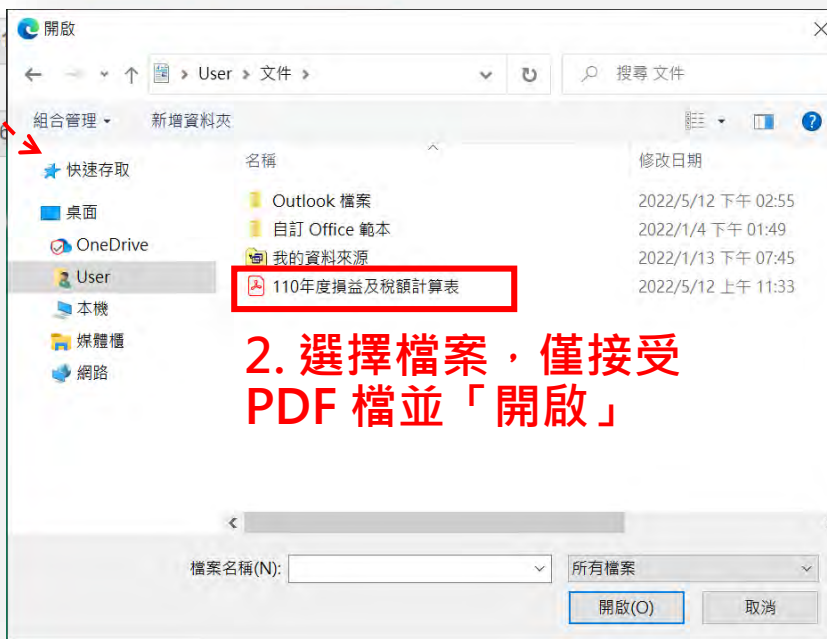 開啟
User 文件
搜尋 文件
組合管理
新增資料夾
快速存取
桌面
OneDrive
User
本機
媒體櫃
網路
名稱
修改日期
Outlook 檔案
2022/5/12 下午 02:55
自訂 Office 範本
2022/1/4 下午 01:49
我的資料來源
2022/1/13 下午 07:45
110年度損益及稅額計算表
2022/5/12 上午 11:33
2. 選擇檔案，僅接受
PDF 檔並「開啟」
檔案名稱(N):
所有檔案
開啟(O)
取消